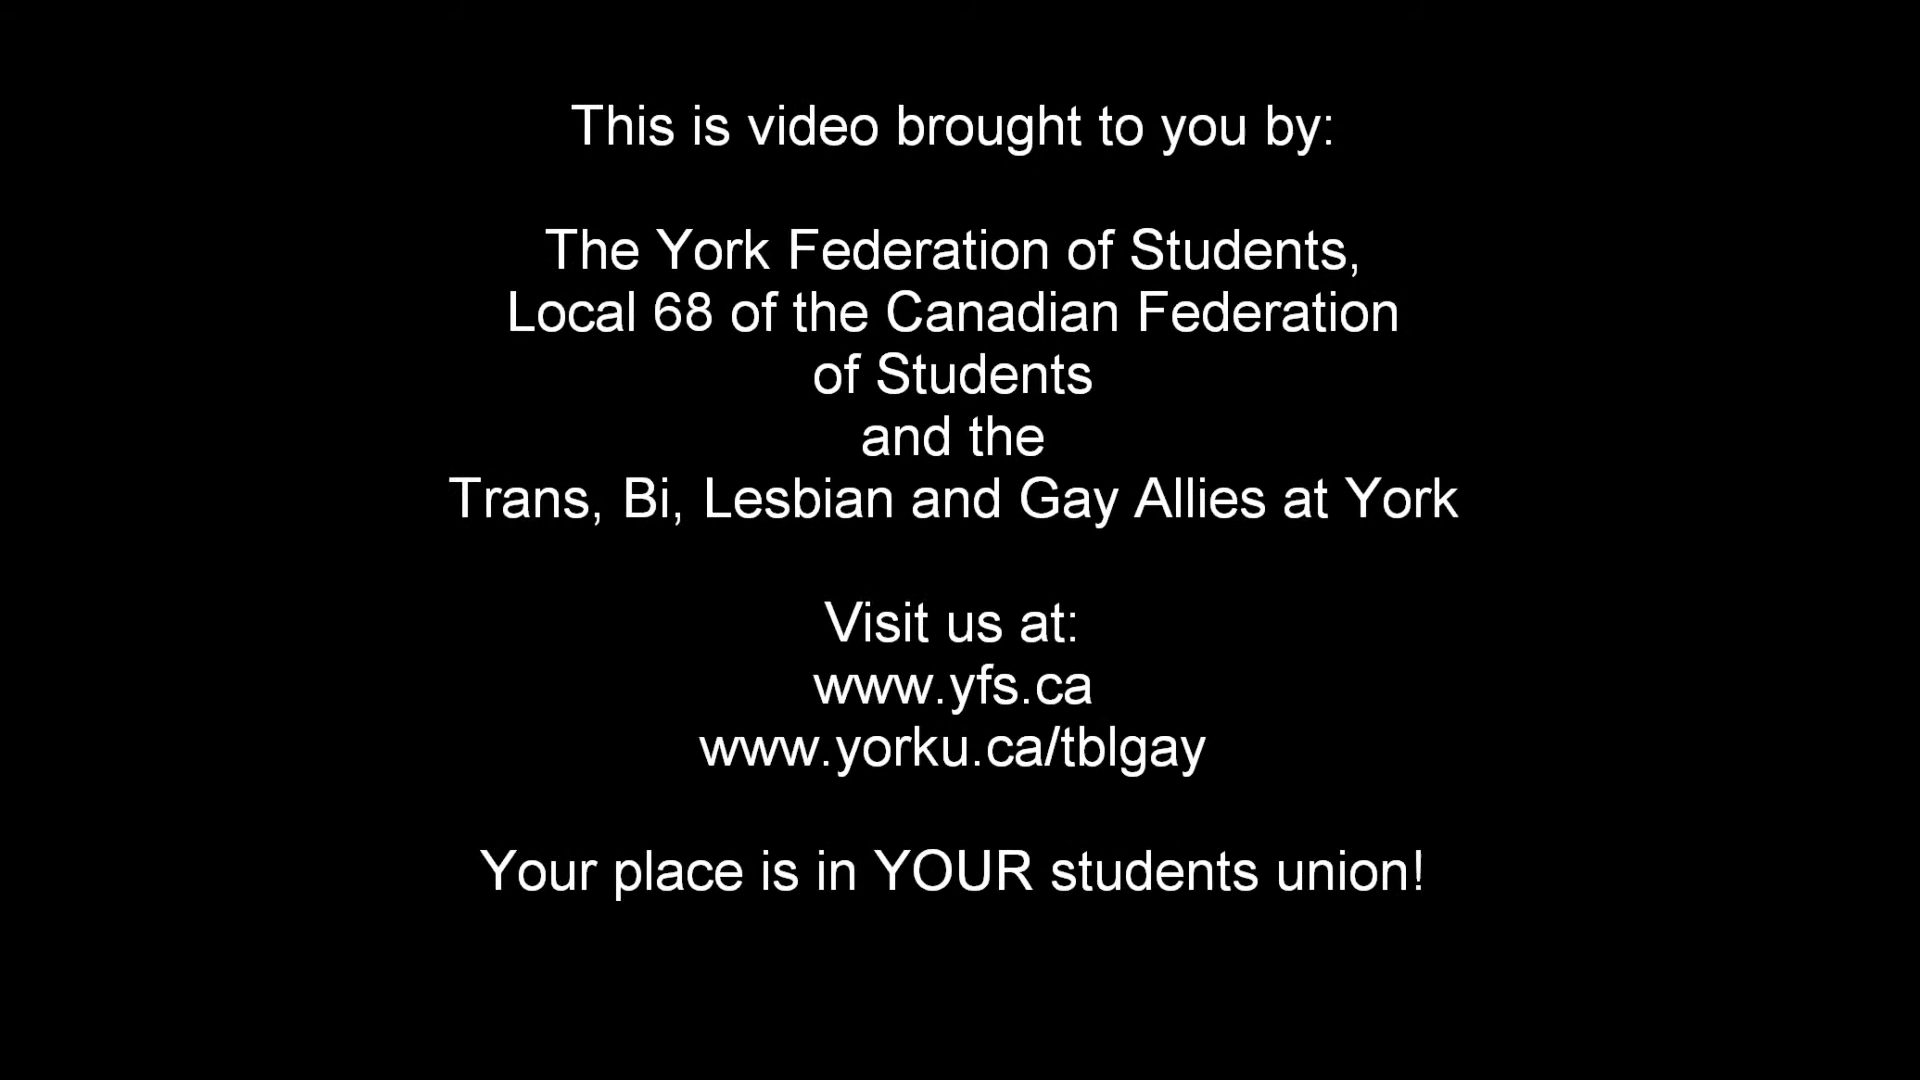 This is video brought to you by:
The York Federation of Students,
Local 68 of the Canadian Federation
of Students
and the
Trans, Bi, Lesbian and Gay Allies at York
Visit us at:
www.yfs.ca
www.yorku.ca/tblgay
Your place is in YOUR students union!